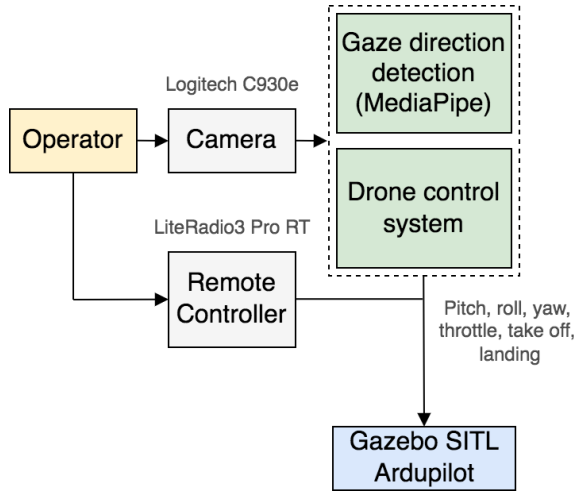 Gaze direction
detection
(MediaPipe)
Logitech C930e
Operator
Camera
Drone control
system
LiteRadio3 Pro RT
Remote
Controller
Pitch, roll, yaw,
throttle, take off,
landing
Gazebo SITL
Ardupilot